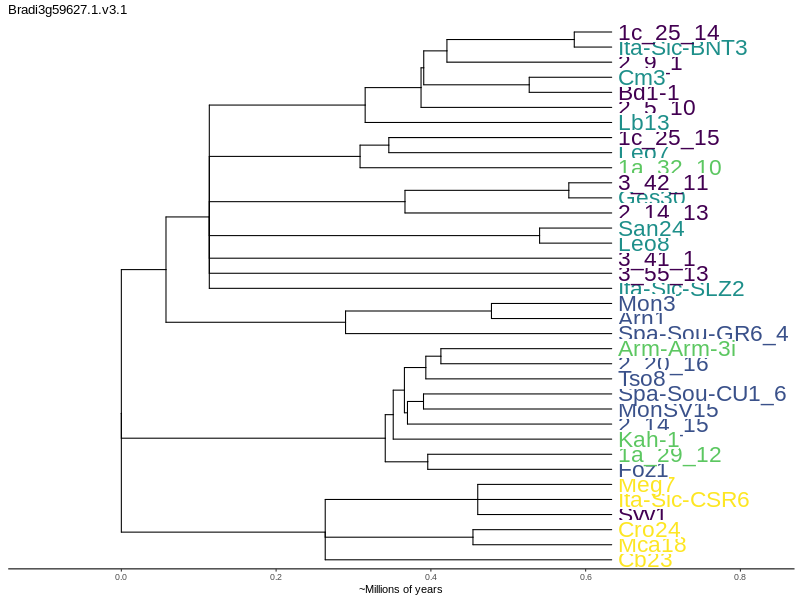 Bradi3g59627.1.v3.1
1c_25_14
Ita-Sic-BNT3
2_9_1
Cm3
Bd1-1
2_5_10
Lb13
1c_25_15
Leo7
1a_32_10
3_42_11
Ges30
2_14_13
San24
Leo8
3_41_1
3_55_13
Ita-Sic-SLZ2
Mon3
Arn1
Spa-Sou-GR6_4
Arm-Arm-3i
2_20_16
Tso8
Spa-Sou-CU1_6
MonSV15
2_14_15
Kah-1
1a_29_12
Foz1
Meg7
Ita-Sic-CSR6
Syv1
Cro24
Mca18
Cb23
0.0 0.2 0.4 0.6 0.8
~Millions of years